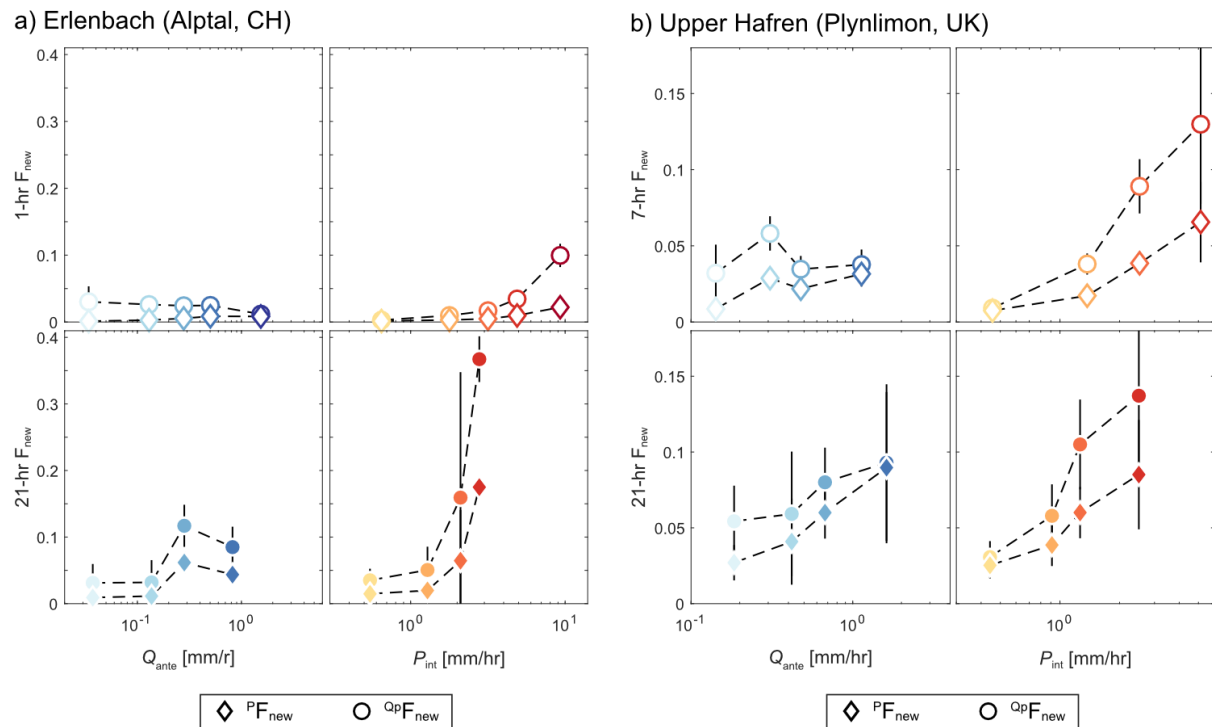 a) Erlenbach (Alptal, CH)
b) Upper Hafren (Plynlimon, UK)
0.4
0.3
0.2
0.1
0
1-hr Fnew
0.15
0.1
0.05
0
7-hr Fnew
0.4
0.3
0.2
0.1
0
21-hr Fnew
0.15
0.1
0.05
0
21-hr Fnew
10-1 100
100 101
10-1 100
100
Qante [mm/r]
Pint [mm/hr]
Qante [mm/hr]
Pint [mm/hr]
PFnew QpFnew
PFnew QpFnew